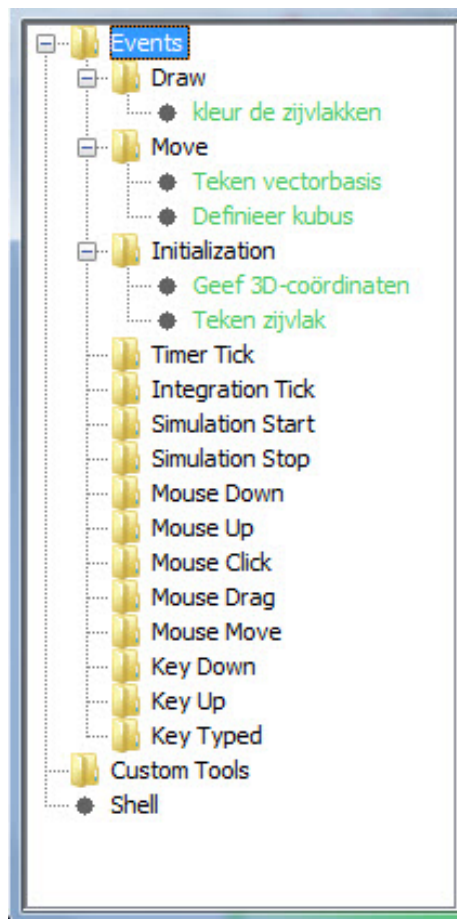 Events
Draw
kleur de zijvlakken
Move
Teken vectorbasis
Definieer kubus
Initialization
Geef 3D-coördinaten
Teken zijvlak
Timer Tick
Integration Tick
Simulation Start
Simulation Stop
Mouse Down
Mouse Up
Mouse Click
Mouse Drag
Mouse Move
Key Down
Key Up
Key Typed
Custom Tools
Shell